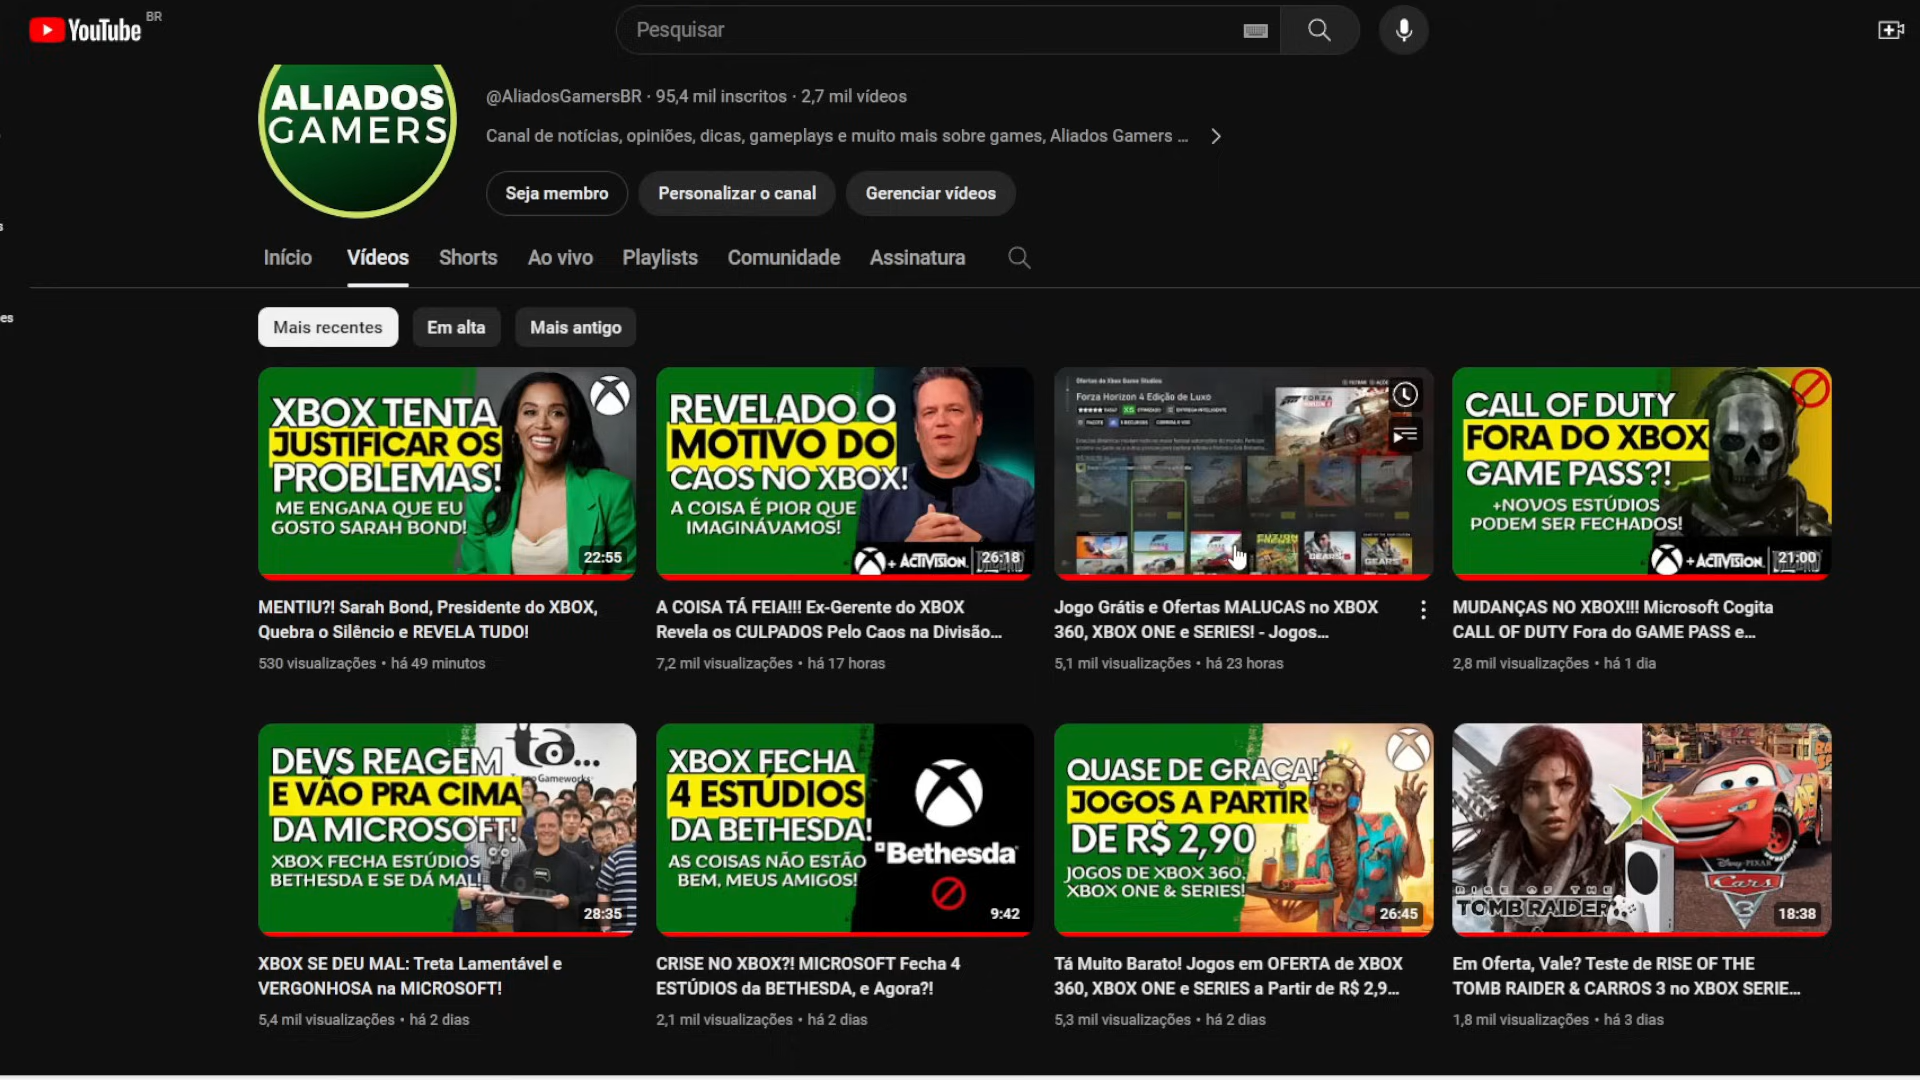 YouTube BR
Pesquisar
ALIADOS
GAMERS
@AliadosGamersBR · 95,4 mil inscritos · 2,7 mil vídeos
Canal de notícias, opiniões, dicas, gameplays e muito mais sobre games, Aliados Gamers ...
Seja membro
Personalizar o canal
Gerenciar vídeos
Início
Vídeos
Shorts
Ao vivo
Playlists
Comunidade
Assinatura
es
Mais recentes
Em alta
Mais antigo
XBOX TENTA
JUSTIFICAR OS
PROBLEMAS!
ME ENGANA QUE EU
GOSTO SARAH BOND!
22:55
MENTIU?! Sarah Bond, Presidente do XBOX,
Quebra o Silêncio e REVELA TUDO!
530 visualizações • há 49 minutos
REVELADO O
MOTIVO DO
CAOS NO XBOX!
A COISA É PIOR QUE
IMAGINÁVAMOS!
+ ACTIVISION
26:18
A COISA TÁ FEIA!!! Ex-Gerente do XBOX
Revela os CULPADOS Pelo Caos na Divisão...
7,2 mil visualizações • há 17 horas
Ofertas do Xbox Game Studios
Forza Horizon 4 Edição de Luxo
FORZA
Jogo Grátis e Ofertas MALUCAS no XBOX
360, XBOX ONE e SERIES! - Jogos...
5,1 mil visualizações • há 23 horas
CALL OF DUTY
FORA DO XBOX
GAME PASS?!
+NOVOS ESTÚDIOS
PODEM SER FECHADOS!
+ ACTIVISION
21:00
MUDANÇAS NO XBOX!!! Microsoft Cogita
CALL OF DUTY Fora do GAME PASS e...
2,8 mil visualizações • há 1 dia
DEVS REAGEM
E VÃO PRA CIMA
DA MICROSOFT!
XBOX FECHA ESTÚDIOS
BETHESDA E SE DÁ MAL!
28:35
XBOX SE DEU MAL: Treta Lamentável e
VERGONHOSA na MICROSOFT!
5,4 mil visualizações • há 2 dias
XBOX FECHA
4 ESTÚDIOS
DA BETHESDA!
AS COISAS NÃO ESTÃO
BEM, MEUS AMIGOS!
Bethesda
9:42
CRISE NO XBOX?! MICROSOFT Fecha 4
ESTÚDIOS da BETHESDA, e Agora?!
2,1 mil visualizações • há 2 dias
QUASE DE GRAÇA!
JOGOS A PARTIR
DE R$ 2,90
JOGOS DE XBOX 360,
XBOX ONE & SERIES!
26:45
Tá Muito Barato! Jogos em OFERTA de XBOX
360, XBOX ONE e SERIES a Partir de R$ 2,9...
5,3 mil visualizações • há 2 dias
RISE OF THE
TOMB RAIDER
Disney PIXAR
Cars
3
18:38
Em Oferta, Vale? Teste de RISE OF THE
TOMB RAIDER & CARROS 3 no XBOX SERIE...
1,8 mil visualizações • há 3 dias